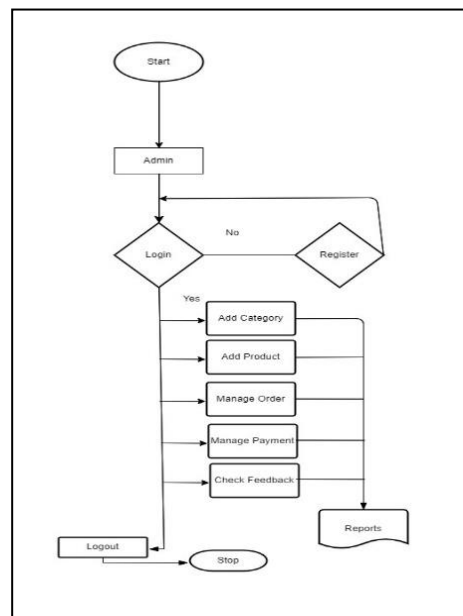 Start
Admin
Login
No
Register
Yes
Add Category
Add Product
Manage Order
Manage Payment
Check Feedback
Reports
Logout
Stop